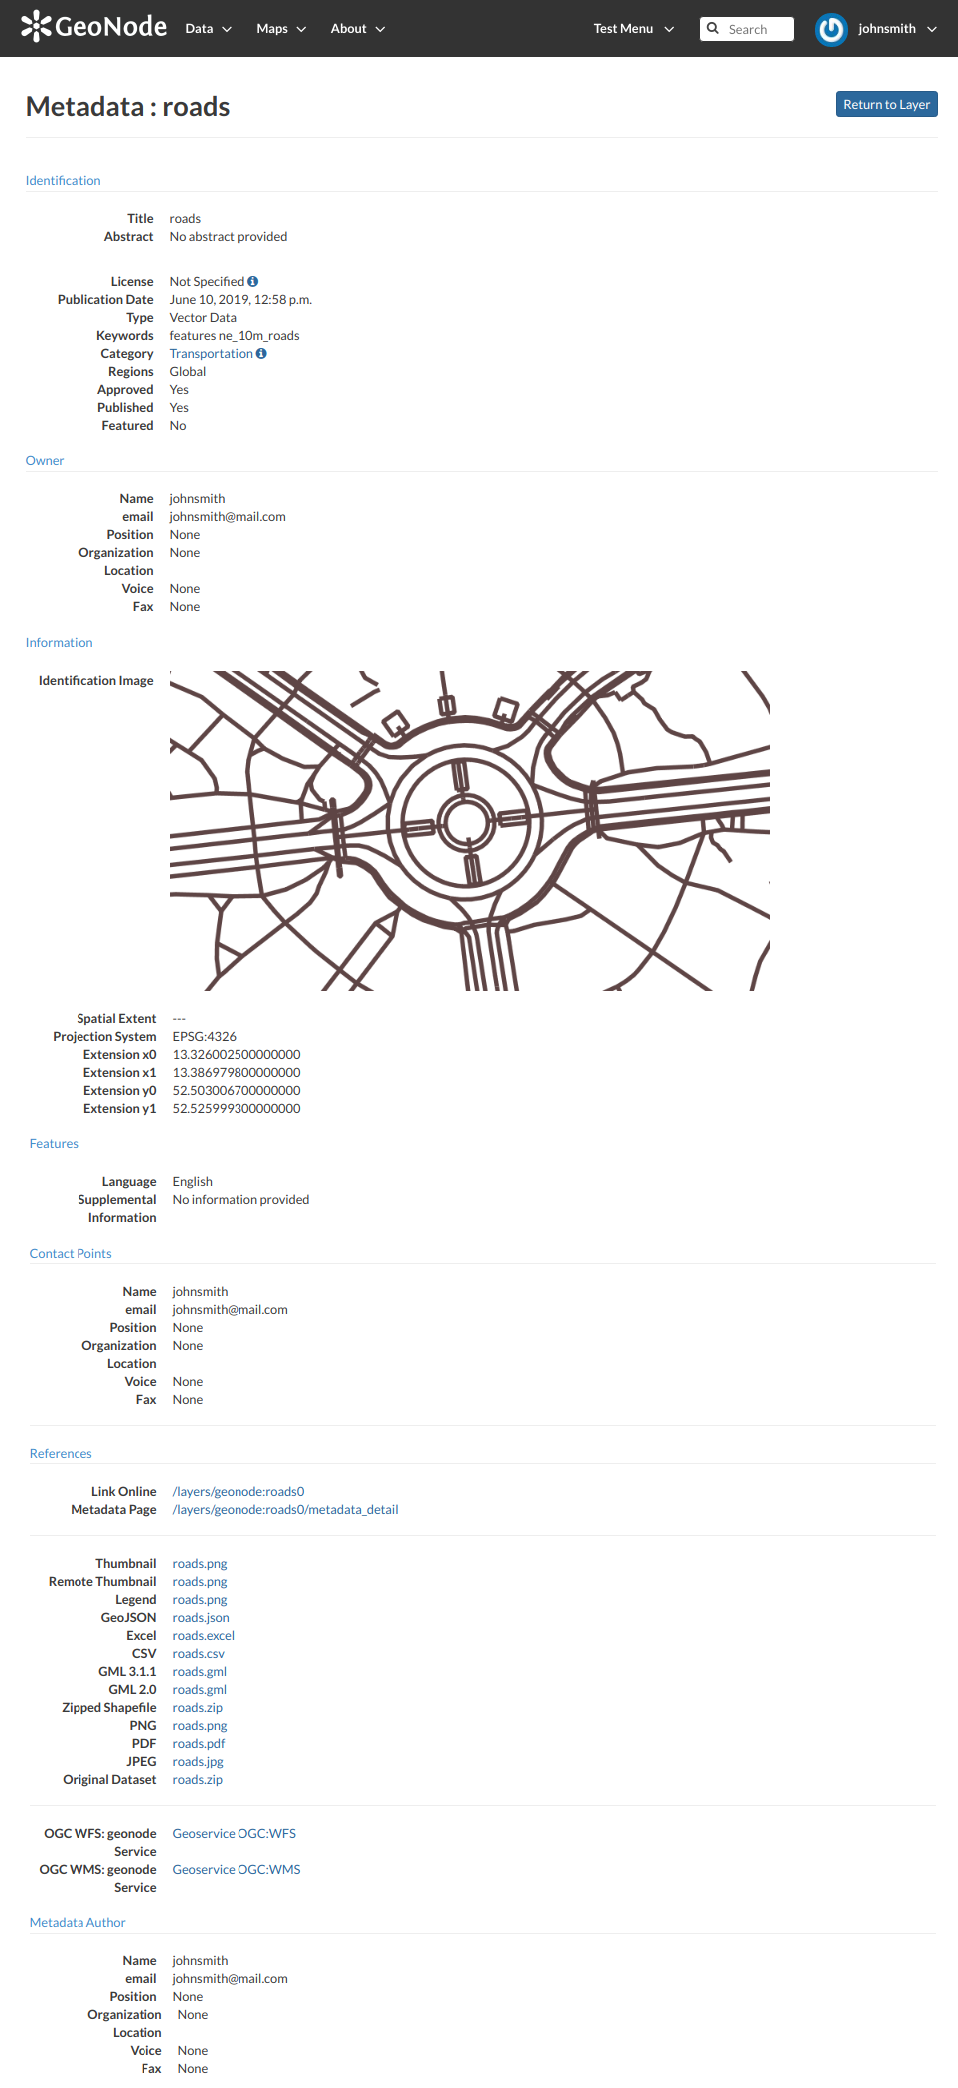 GeoNode Data Maps About Test Menu Search johnsmith
Metadata : roads
Return to Layer
Identification
Title roads
Abstract No abstract provided
License Not Specified
Publication Date June 10, 2019, 12:58 p.m.
Type Vector Data
Keywords features ne_10m_roads
Category Transportation
Regions Global
Approved Yes
Published Yes
Featured No
Owner
Name johnsmith
email johnsmith@mail.com
Position None
Organization None
Location
Voice None
Fax None
Information
Identification Image
Spatial Extent ---
Projection System EPSG:4326
Extension x0 13.326002500000000
Extension x1 13.386979800000000
Extension y0 52.503006700000000
Extension y1 52.525999300000000
Features
Language English
Supplemental No information provided
Information
Contact Points
Name johnsmith
email johnsmith@mail.com
Position None
Organization None
Location
Voice None
Fax None
References
Link Online /layers/geonode:roads0
Metadata Page /layers/geonode:roads0/metadata_detail
Thumbnail roads.png
Remote Thumbnail roads.png
Legend roads.png
GeoJSON roads.json
Excel roads.excel
CSV roads.csv
GML 3.1.1 roads.gml
GML 2.0 roads.gml
Zipped Shapefile roads.zip
PNG roads.png
PDF roads.pdf
JPEG roads.jpg
Original Dataset roads.zip
OGC WFS: geonode Geoservice OGC:WFS
Service
OGC WMS: geonode Geoservice OGC:WMS
Service
Metadata Author
Name johnsmith
email johnsmith@mail.com
Position None
Organization None
Location
Voice None
Fax None